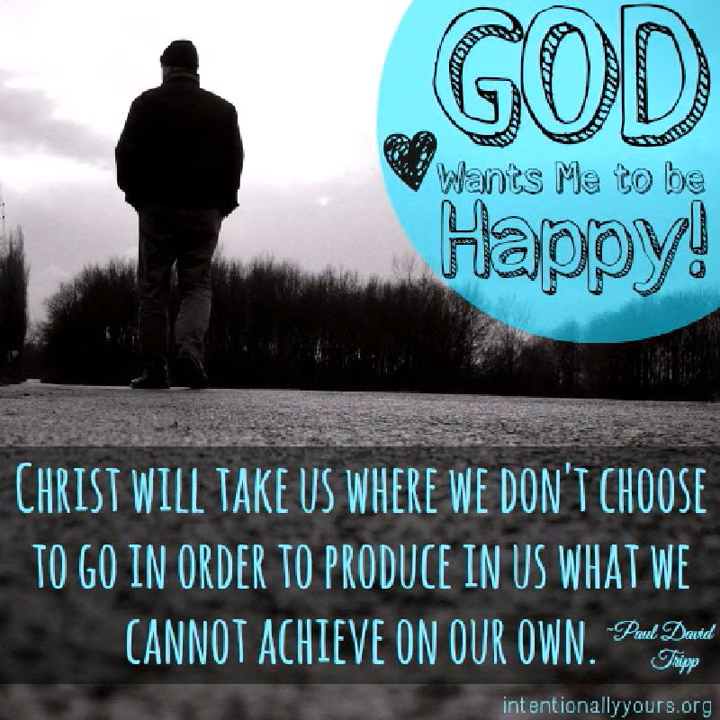 GOD
Wants Me to be
Happy!
CHRIST WILL TAKE US WHERE WE DON'T CHOOSE
TO GO IN ORDER TO PRODUCE IN US WHAT WE
CANNOT ACHIEVE ON OUR OWN.
~Paul David
Tripp
intentionallyyours.org